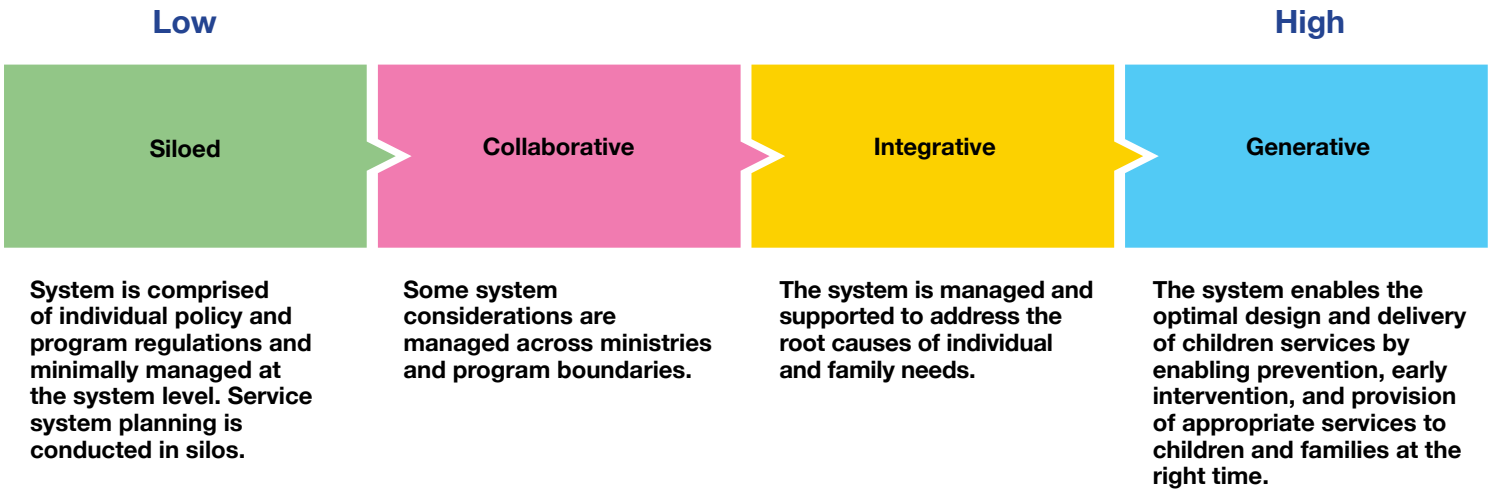 Low
High
Siloed
Collaborative
Integrative
Generative
System is comprised
of individual policy and
program regulations and
minimally managed at
the system level. Service
system planning is
conducted in silos.
Some system
considerations are
managed across ministries
and program boundaries.
The system is managed and
supported to address the
root causes of individual
and family needs.
The system enables the
optimal design and delivery
of children services by
enabling prevention, early
intervention, and provision
of appropriate services to
children and families at the
right time.